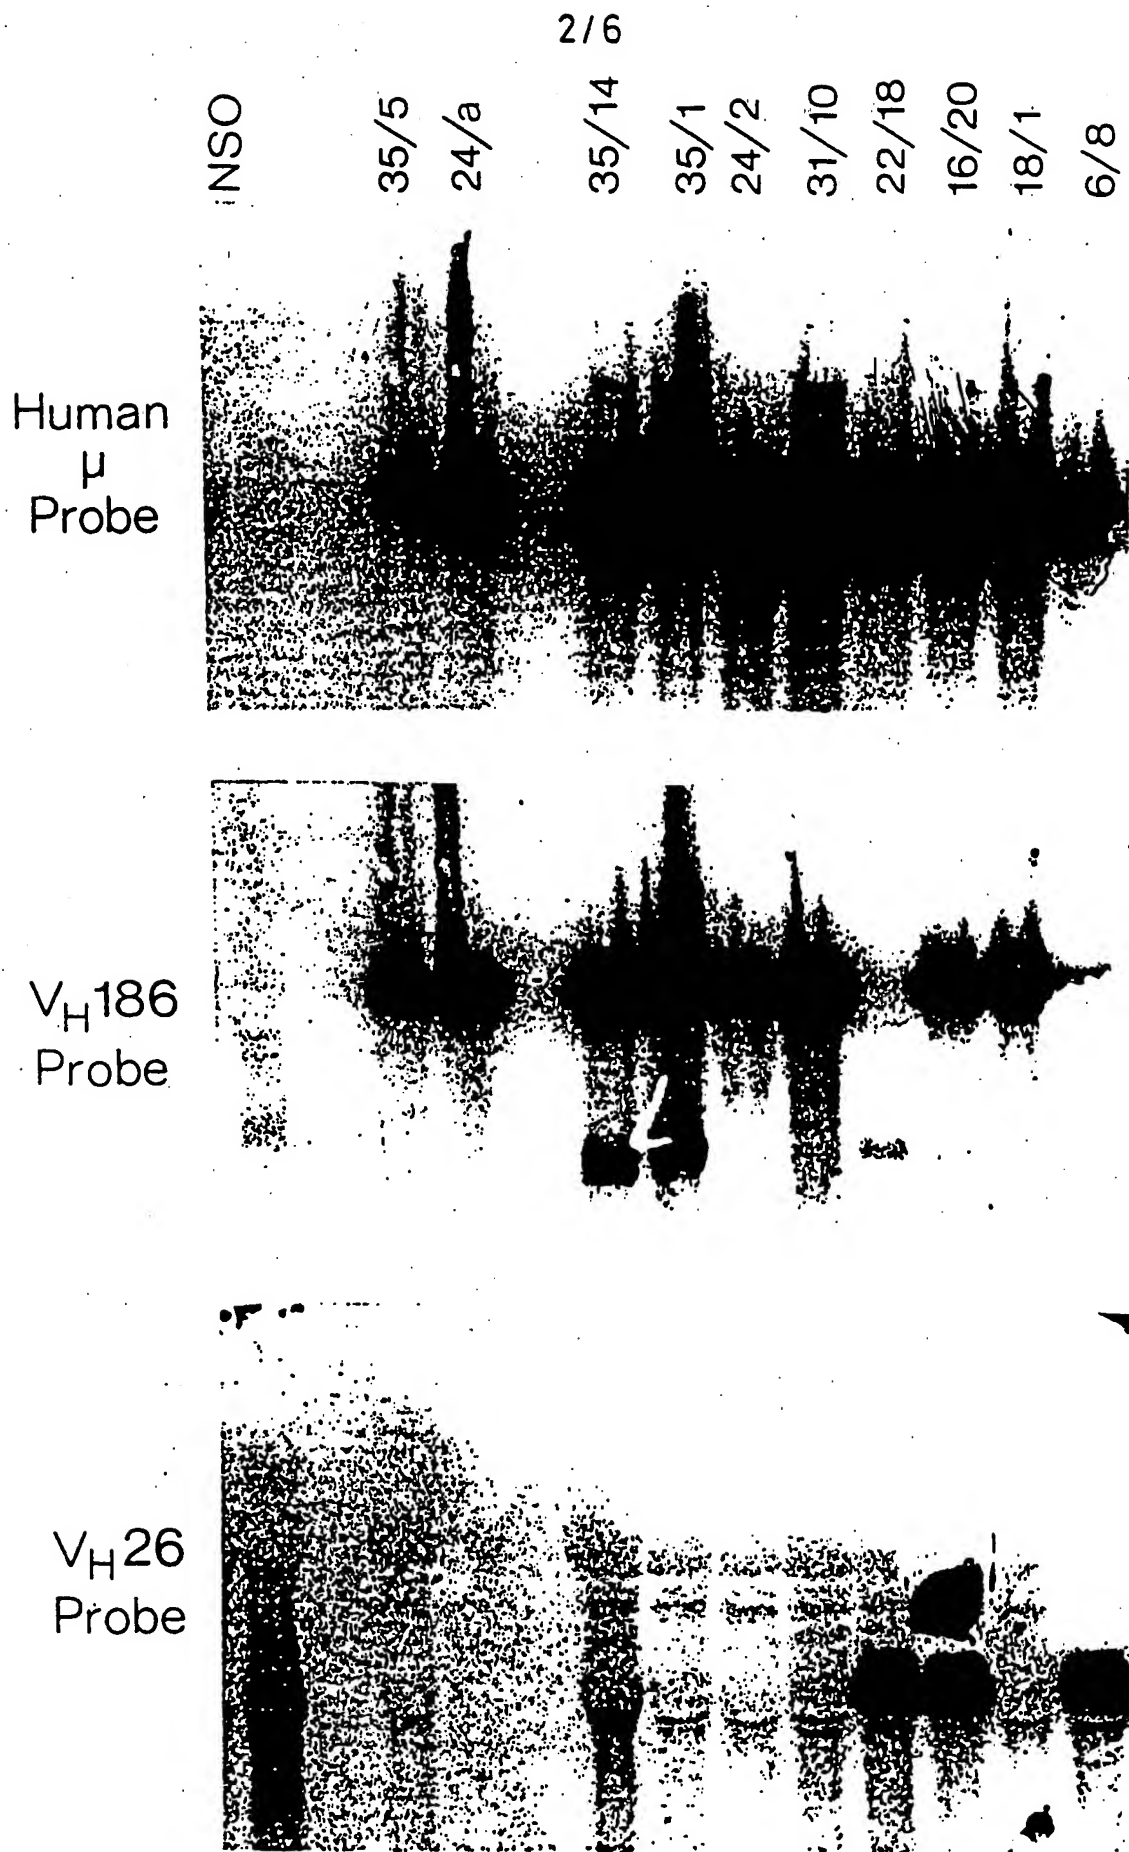 2/6
NSO
35/5
24/a
35/14
35/1
24/2
31/10
22/18
16/20
18/1
6/8
Human
μ
Probe
VH186
Probe
VH26
Probe